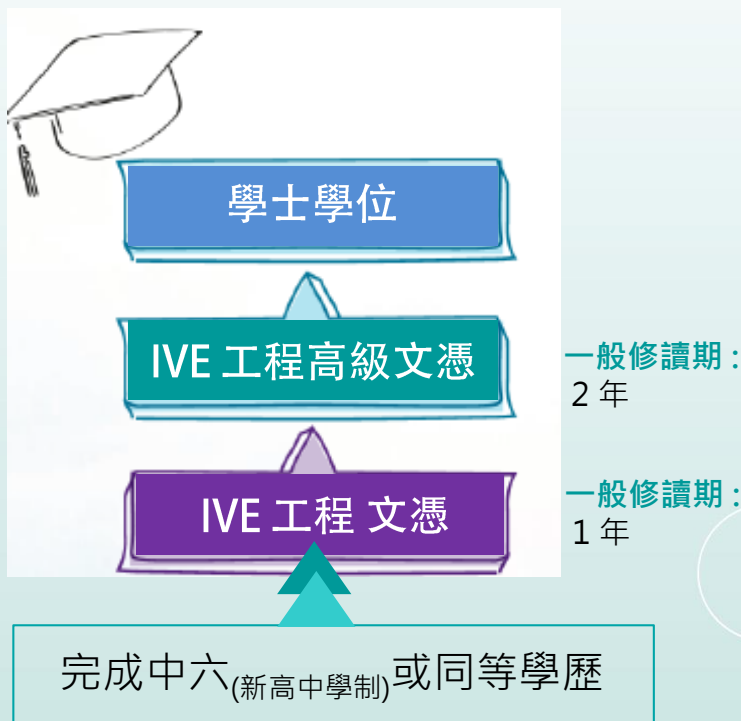 學士學位
IVE 工程高級文憑
一般修讀期 :
2 年
IVE 工程 文憑
一般修讀期 :
1 年
完成中六(新高中學制)或同等學歷